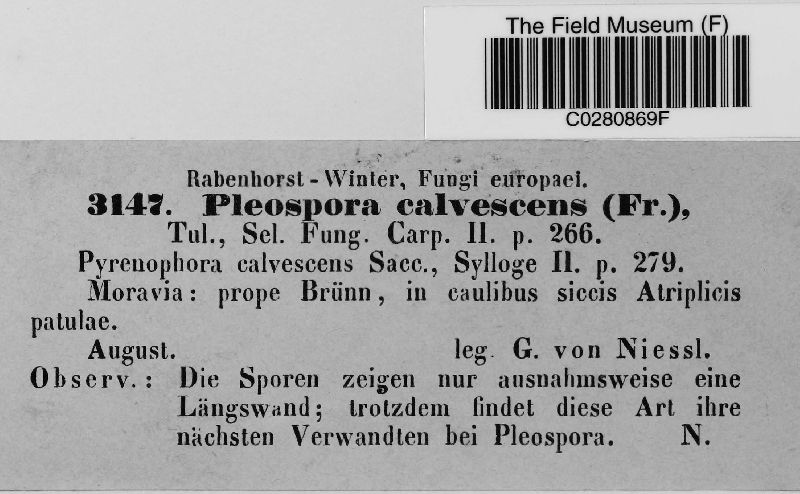 The Field Museum (F)
C0280869F
Rabenhorst - Winter, Fungi europaei.
3147. Pleospora calvescens (Fr.),
Tul., Sel. Fung. Carp. II. p. 266.
Pyrenophora calvescens Sacc., Sylloge II. p. 279.
Moravia: prope Brünn, in caulibus siccis Atriplicis
patulae.
August. leg. G. von Niessl.
Observ.: Die Sporen zeigen nur ausnahmsweise eine
Längswand; trotzdem findet diese Art ihre
nächsten Verwandten bei Pleospora. N.